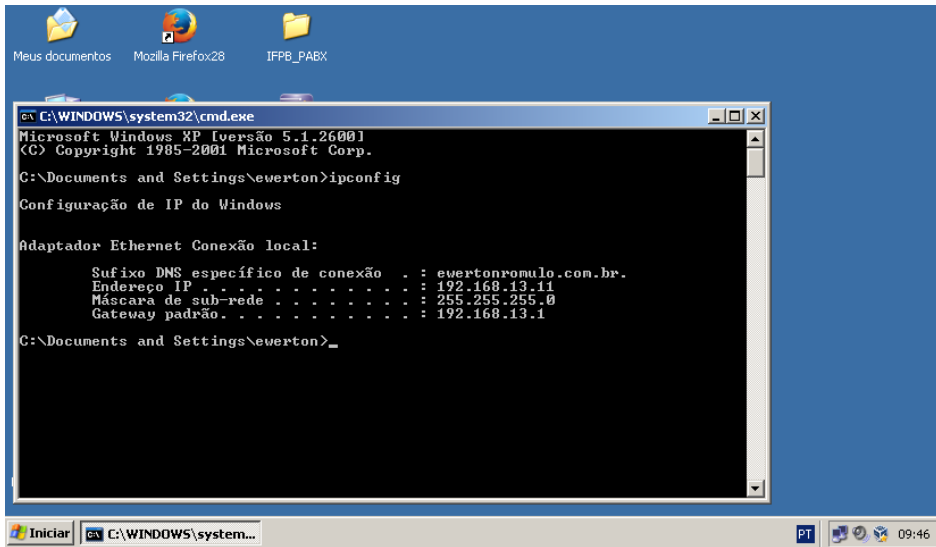 Meus documentos
Mozilla Firefox28
IFPB_PABX
C:\WINDOWS\system32\cmd.exe
Microsoft Windows XP [versão 5.1.2600]
(C) Copyright 1985-2001 Microsoft Corp.
C:\Documents and Settings\ewerton>ipconfig
Configuração de IP do Windows
Adaptador Ethernet Conexão local:
Sufixo DNS específico de conexão . : ewertonromulo.com.br.
Endereço IP . . . . . . . . . . . . : 192.168.13.11
Máscara de sub-rede . . . . . . . . : 255.255.255.0
Gateway padrão. . . . . . . . . . . : 192.168.13.1
C:\Documents and Settings\ewerton>_
Iniciar
C:\WINDOWS\system...
PT
09:46